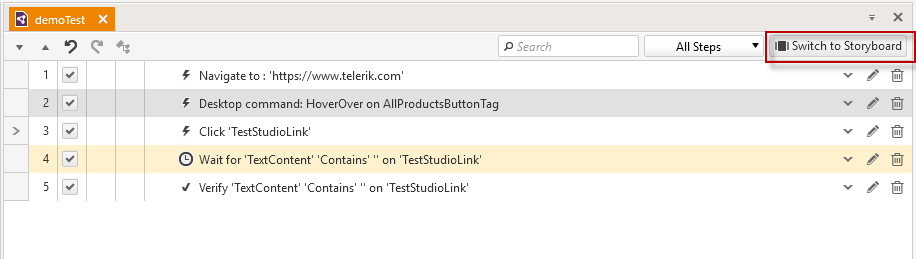 demoTest
Search
All Steps
Switch to Storyboard
1 Navigate to : 'https://www.telerik.com'
2 Desktop command: HoverOver on AllProductsButtonTag
3 Click 'TestStudioLink'
4 Wait for 'TextContent' 'Contains' '' on 'TestStudioLink'
5 Verify 'TextContent' 'Contains' '' on 'TestStudioLink'